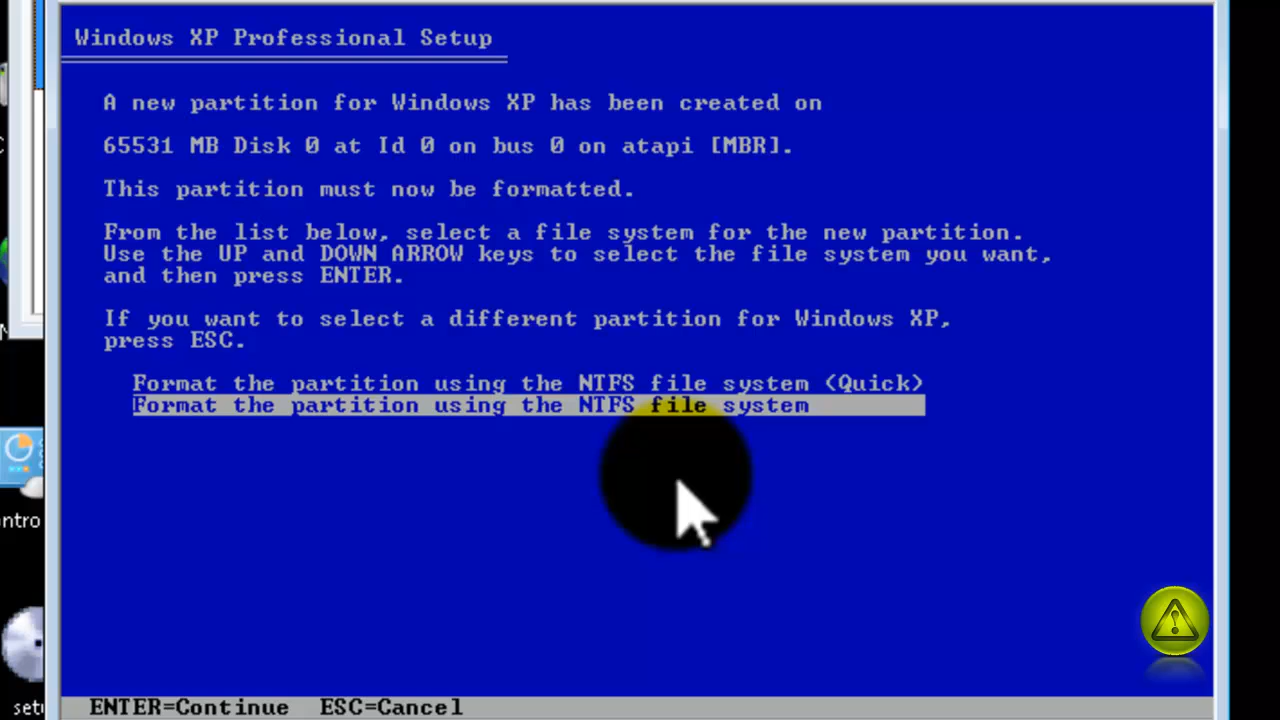 Windows XP Professional Setup
A new partition for Windows XP has been created on
65531 MB Disk 0 at Id 0 on bus 0 on atapi [MBR].
This partition must now be formatted.
From the list below, select a file system for the new partition.
Use the UP and DOWN ARROW keys to select the file system you want,
and then press ENTER.
If you want to select a different partition for Windows XP,
press ESC.
Format the partition using the NTFS file system (Quick)
Format the partition using the NTFS file system
ntro
setu
ENTER=Continue ESC=Cancel